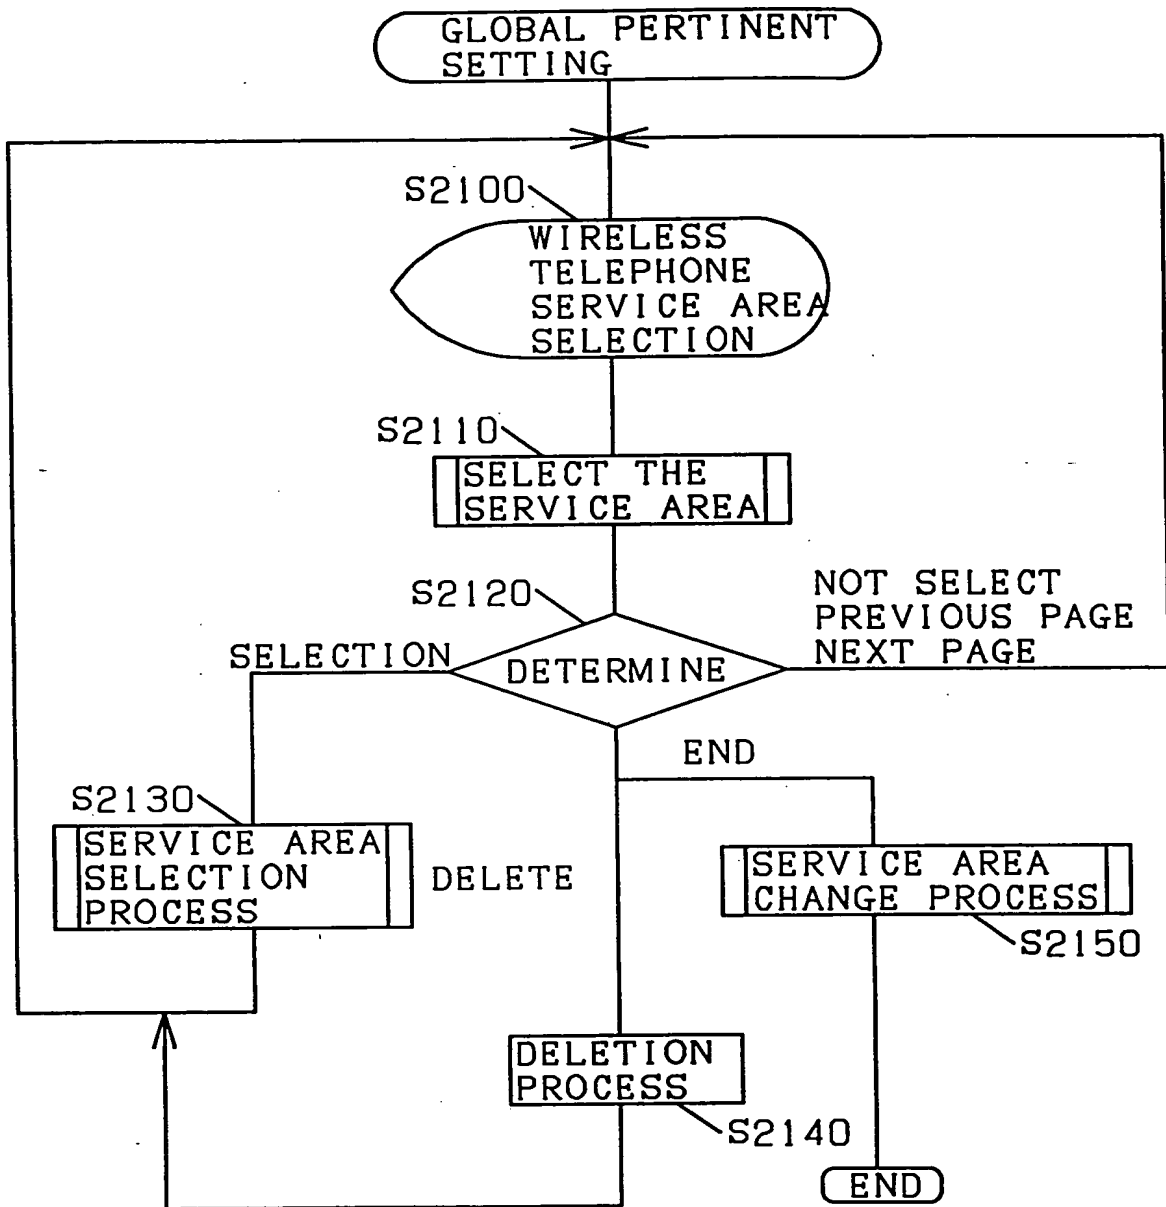 GLOBAL PERTINENT
SETTING
S2100
WIRELESS
TELEPHONE
SERVICE AREA
SELECTION
S2110
SELECT THE
SERVICE AREA
S2120
NOT SELECT
PREVIOUS PAGE
NEXT PAGE
SELECTION
DETERMINE
END
S2130
SERVICE AREA
SELECTION
PROCESS
DELETE
SERVICE AREA
CHANGE PROCESS
S2150
DELETION
PROCESS
S2140
END